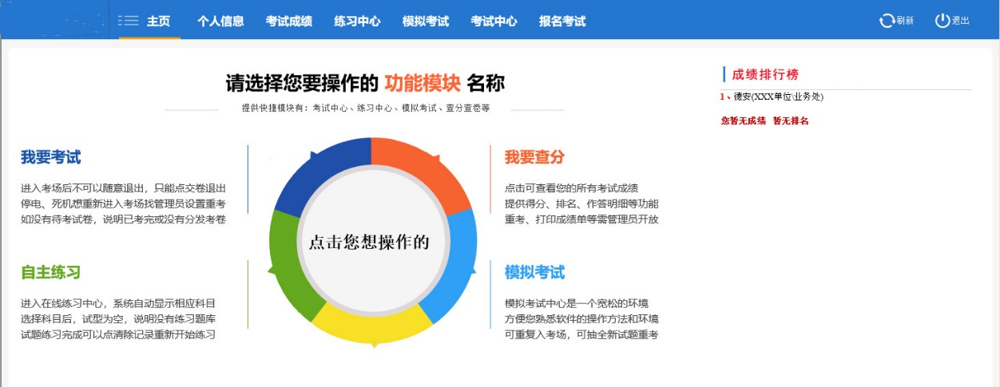 主页 个人信息 考试成绩 练习中心 模拟考试 考试中心 报名考试 刷新 退出
请选择您要操作的 功能模块 名称
提供快捷模块有：考试中心、练习中心、模拟考试、查分查卷等
我要考试
进入考场后不可以随意退出，只能点交卷退出
停电、死机想重新进入考场找管理员设置重考
如没有待考试卷，说明已考完或没有分发考卷
自主练习
进入在线练习中心，系统自动显示相应科目
选择科目后，试型为空，说明没有练习题库
试题练习完成可以点清除记录重新开始练习
点击您想操作的
我要查分
点击可查看您的所有考试成绩
提供得分、排名、作答明细等功能
重考、打印成绩单等需管理员开放
模拟考试
模拟考试中心是一个宽松的环境
方便您熟悉软件的操作方法和环境
可重复入考场，可抽全新试题重考
成绩排行榜
1、德安(XXX单位\业务处)
您暂无成绩 暂无排名